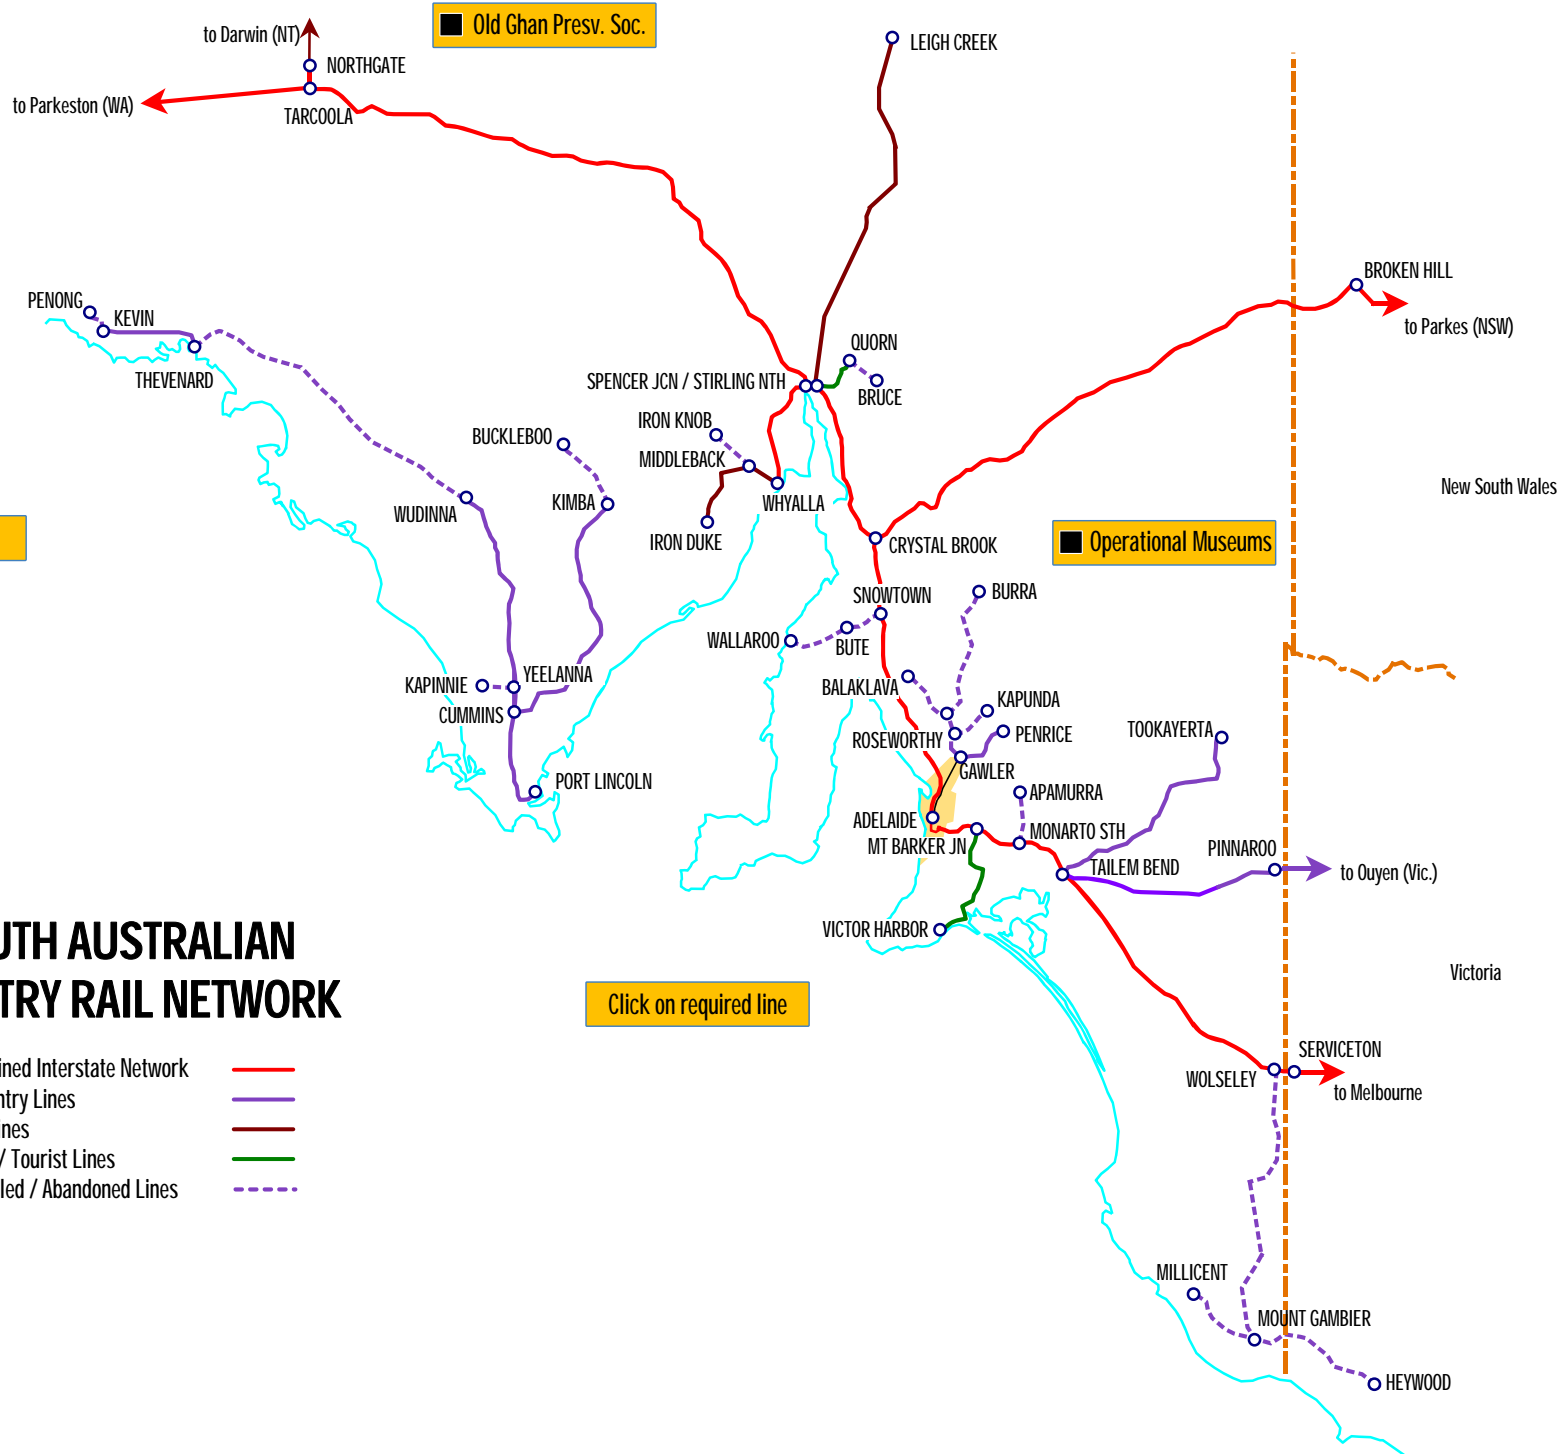 Old Ghan Presv. Soc.
to Darwin (NT)
LEIGH CREEK
NORTHGATE
to Parkeston (WA)
TARCOOLA
BROKEN HILL
PENONG
KEVIN
to Parkes (NSW)
QUORN
THEVENARD
SPENCER JCN / STIRLING NTH
BRUCE
IRON KNOB
BUCKLEBOO
MIDDLEBACK
New South Wales
KIMBA
WHYALLA
WUDINNA
IRON DUKE
CRYSTAL BROOK
Operational Museums
SNOWTOWN
BURRA
WALLAROO
BUTE
YEELANNA
KAPINNIE
BALAKLAVA
KAPUNDA
CUMMINS
TOOKAYERTA
ROSEWORTHY
PENRICE
GAWLER
PORT LINCOLN
APAMURRA
ADELAIDE
MONARTO STH
MT BARKER JN
PINNAROO
TAILEM BEND
to Ouyen (Vic.)
VICTOR HARBOR
UTH AUSTRALIAN
TRY RAIL NETWORK
Victoria
Click on required line
SERVICETON
ined Interstate Network
WOLSELEY
to Melbourne
ntry Lines
ines
/ Tourist Lines
led / Abandoned Lines
MILLICENT
MOUNT GAMBIER
HEYWOOD